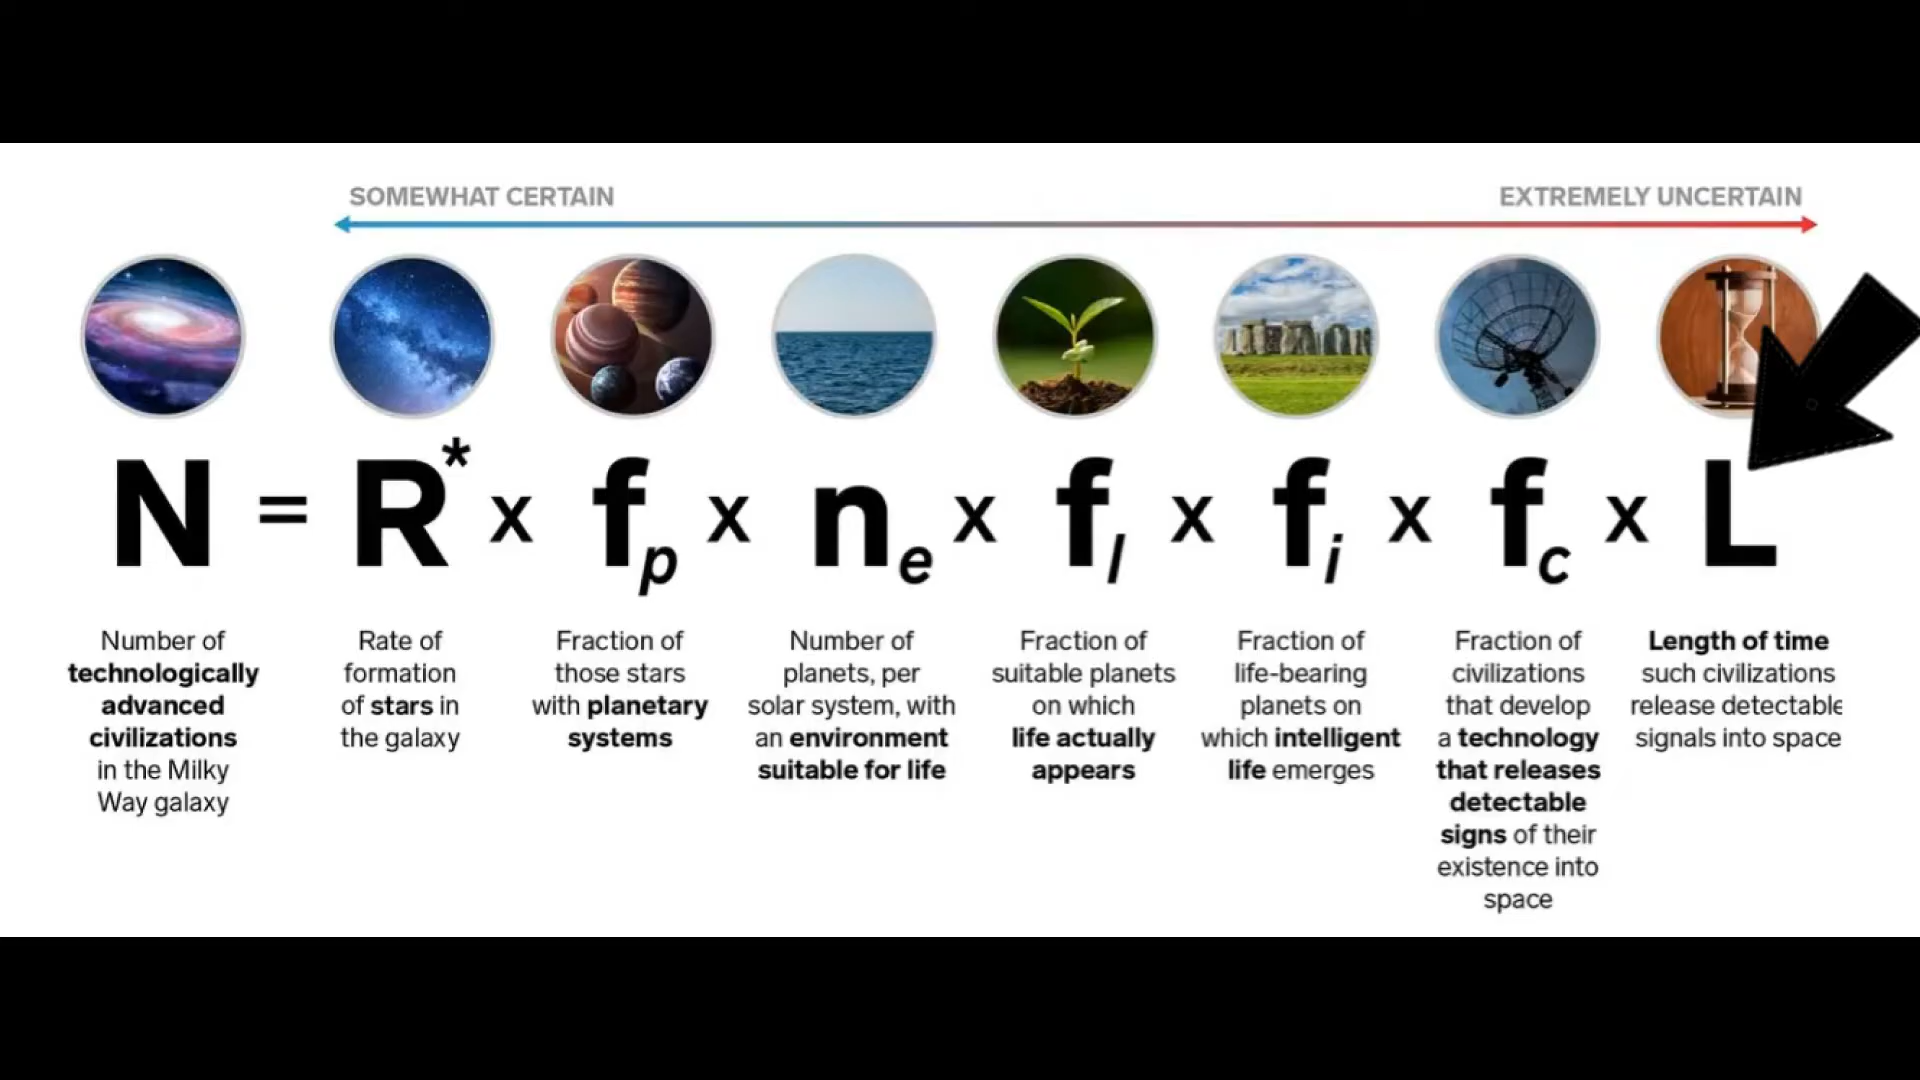 SOMEWHAT CERTAIN
EXTREMELY UNCERTAIN
N = R* x fp x ne x fl x fi x fc x L
Number of
technologically
advanced
civilizations
in the Milky
Way galaxy
Rate of
formation
of stars in
the galaxy
Fraction of
those stars
with planetary
systems
Number of
planets, per
solar system, with
an environment
suitable for life
Fraction of
suitable planets
on which
life actually
appears
Fraction of
life-bearing
planets on
which intelligent
life emerges
Fraction of
civilizations
that develop
a technology
that releases
detectable
signs of their
existence into
space
Length of time
such civilizations
release detectable
signals into space